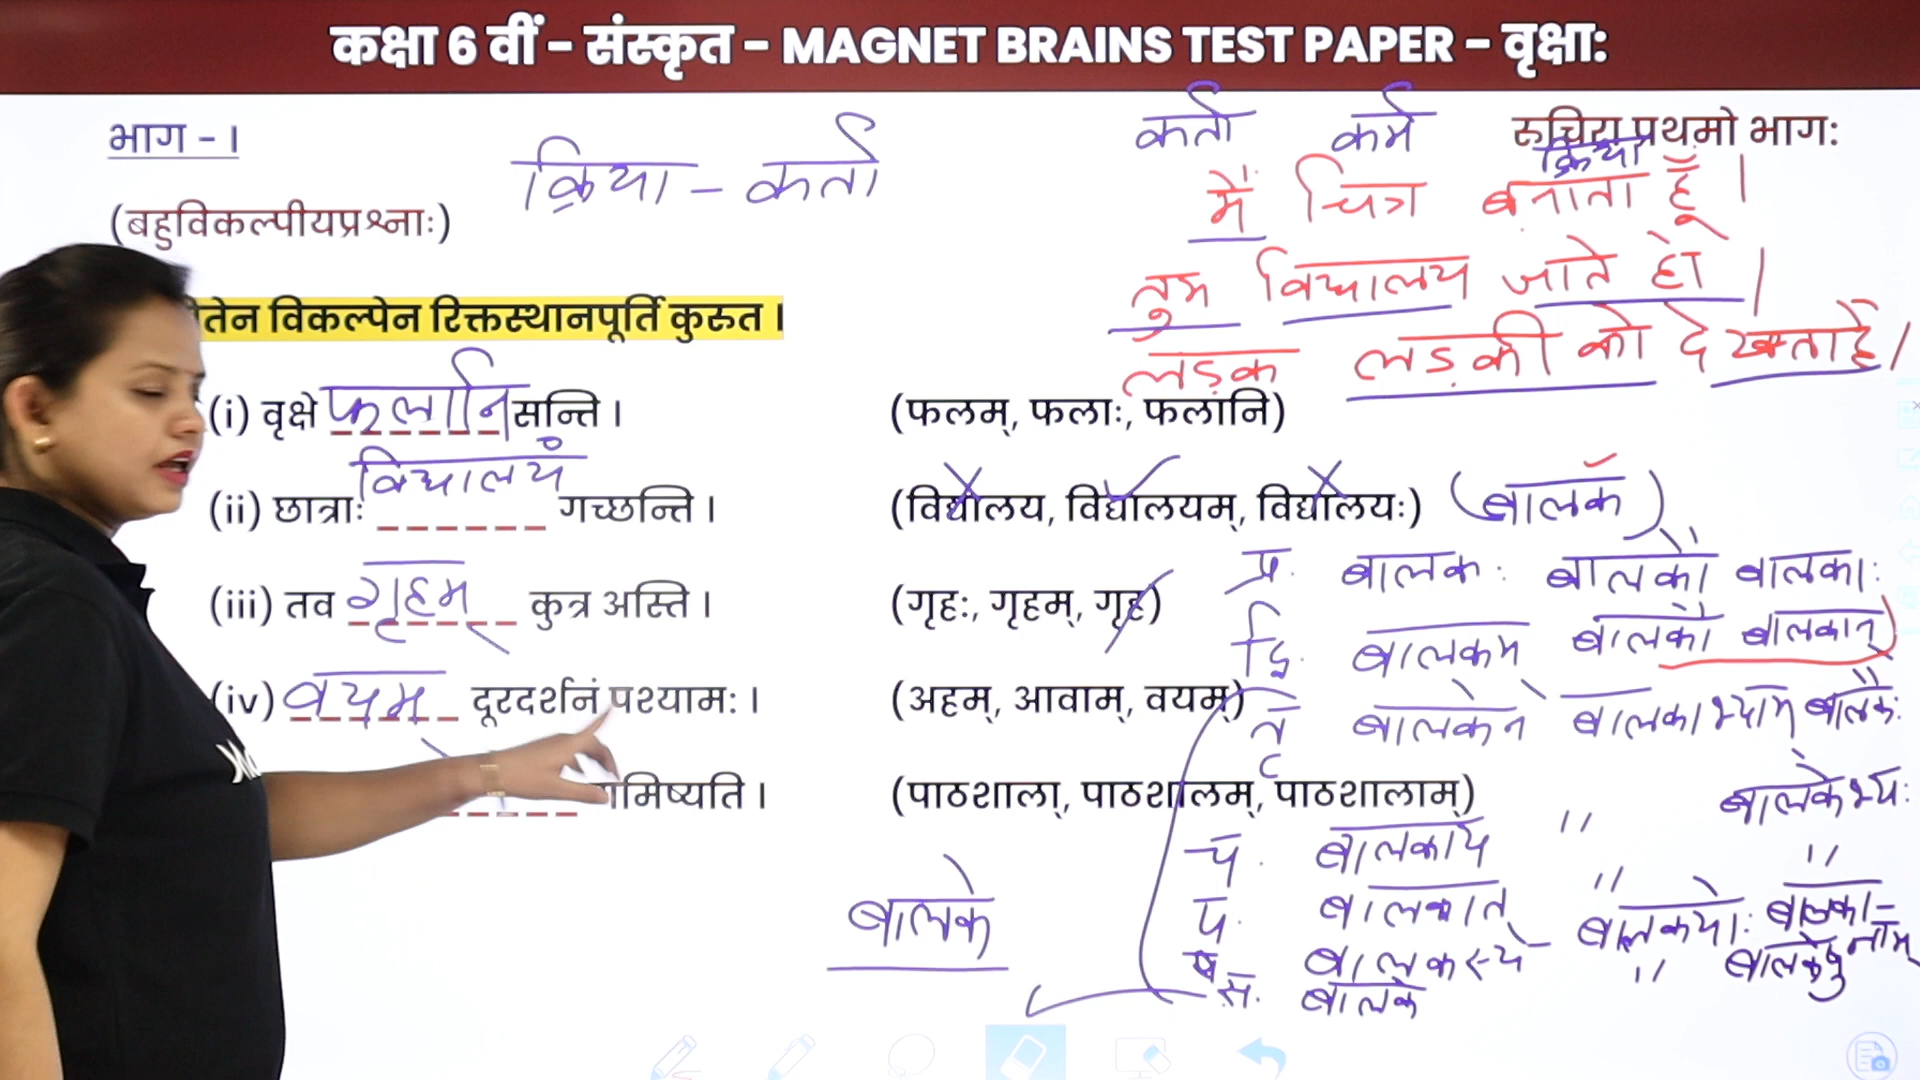 कक्षा 6 वीं – संस्कृत – MAGNET BRAINS TEST PAPER – वृक्षा:
भाग – I
क्रिया – कर्ता
कर्ता कर्म
रुचिरा प्रथमो भाग:
क्रिया
मैं चित्र बनाता हूँ ।
(बहुविकल्पीयप्रश्नाः)
तुम विद्यालय जाते हो ।
तेन विकल्पेन रिक्तस्थानपूर्तिं कुरुत ।
लड़क लड़की को देखता है।
(i) वृक्षे फलानि सन्ति । (फलम्, फलाः, फलानि)
(ii) छात्राः विद्यालयं गच्छन्ति । (विद्यालय, विद्यालयम्, विद्यालयः) (बालक)
प्र. बालक: बालकौ बालका:
(iii) तव गृहम् कुत्र अस्ति । (गृहः, गृहम्, गृह)
द्वि. बालकम् बालकौ बालकान्
(iv) वयम् दूरदर्शनं पश्यामः । (अहम्, आवाम्, वयम्)
तृ बालकेन बालकाभ्याम् बालकैः
मिष्यति । (पाठशाला, पाठशालम्, पाठशालाम्)
च. बालकाय " बालकेभ्य:
पं. बालकात् " "
ष बालकस्य बालकयो: बालकानाम्
स. बालके " बालकेषु
बालके